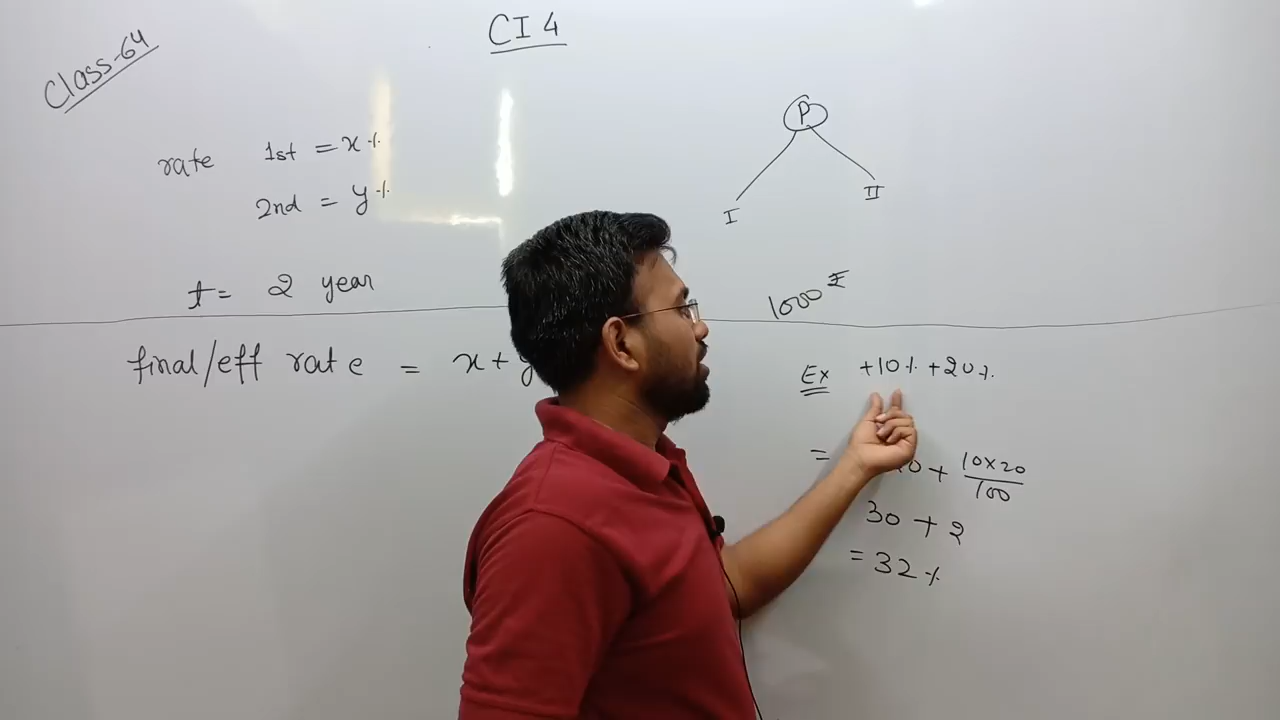 Class-64
CI 4
rate 1st = x%
2nd = y%
t = 2 year
P
I
II
1000 ₹
final/eff rate = x + y
Ex +10% +20%
= 20 + 10×20/100
30 + 2
= 32%